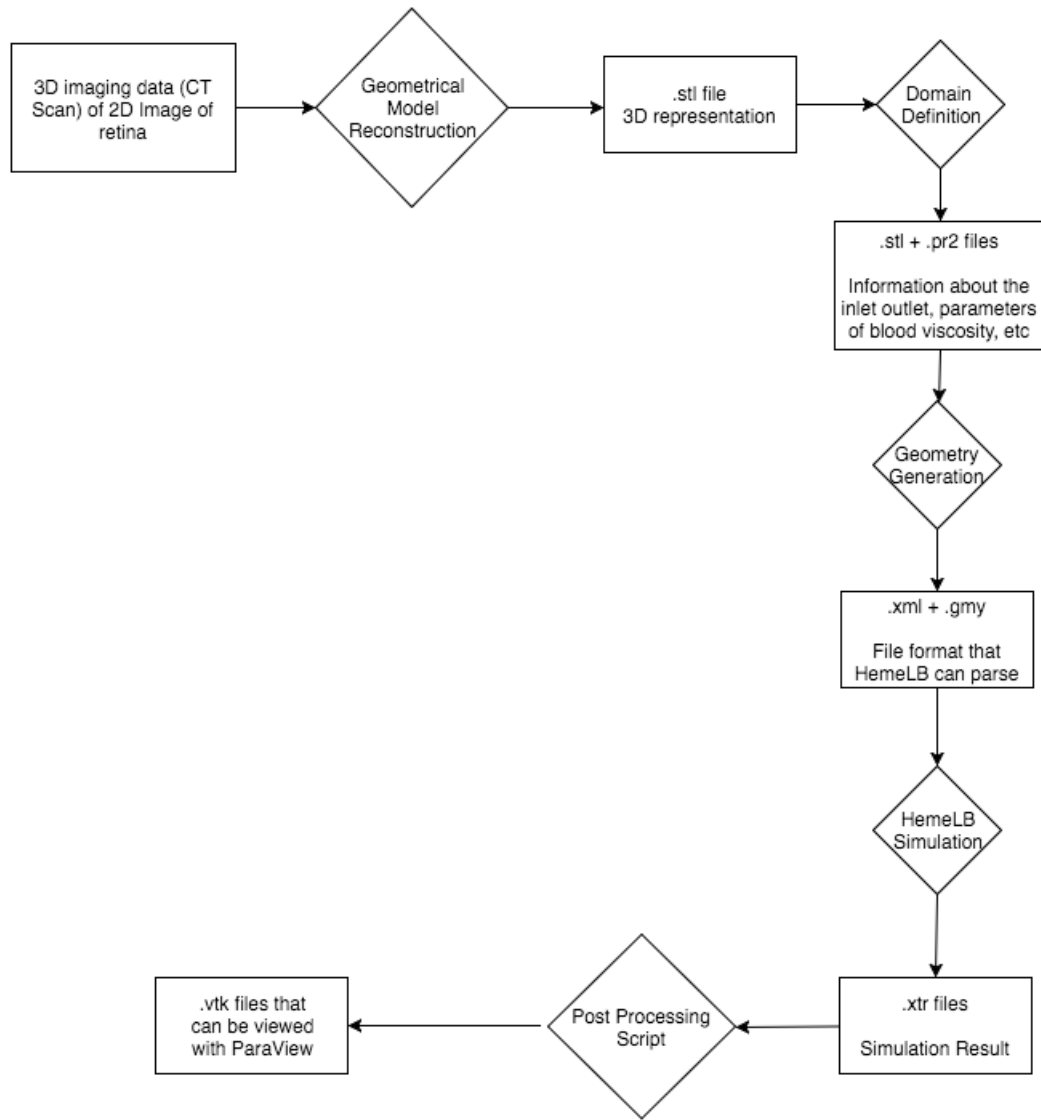 3D imaging data (CT
Scan) of 2D Image of
retina
Geometrical
Model
Reconstruction
.stl file
3D representation
Domain
Definition
.stl + .pr2 files
Information about the
inlet outlet, parameters
of blood viscosity, etc
Geometry
Generation
.xml + .gmy
File format that
HemeLB can parse
HemeLB
Simulation
.xtr files
Simulation Result
Post Processing
Script
.vtk files that
can be viewed
with ParaView